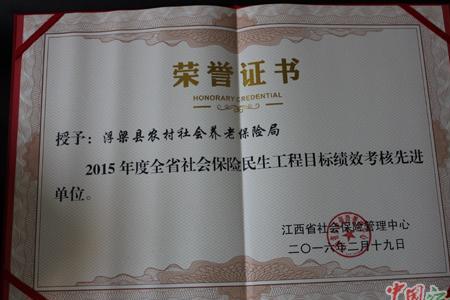 荣誉证书
HONORARY CREDENTIAL
授予：浮梁县农村社会养老保险局
2015年度全省社会保险民生工程目标绩效考核先进
单位。
江西省社会保险管理中心
二〇一六年二月十九日
中国